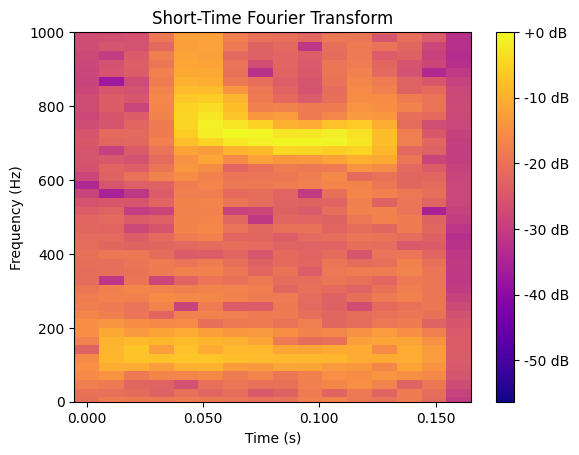 Short-Time Fourier Transform
1000
800
600
400
200
0
Frequency (Hz)
0.000
0.050
0.100
0.150
Time (s)
+0 dB
-10 dB
-20 dB
-30 dB
-40 dB
-50 dB